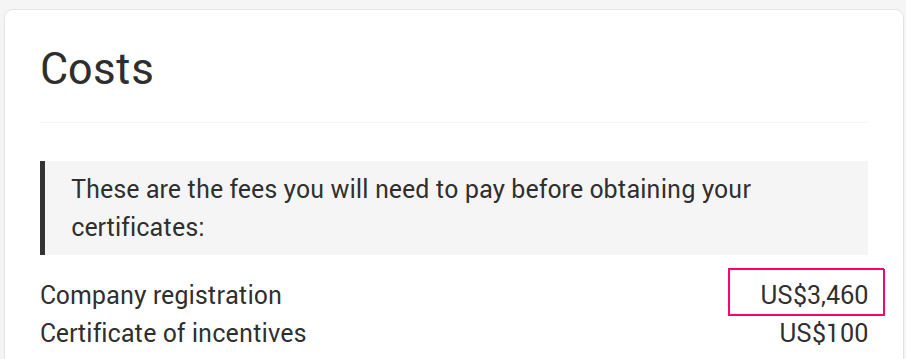 Costs
These are the fees you will need to pay before obtaining your
certificates:
Company registration US$3,460
Certificate of incentives US$100